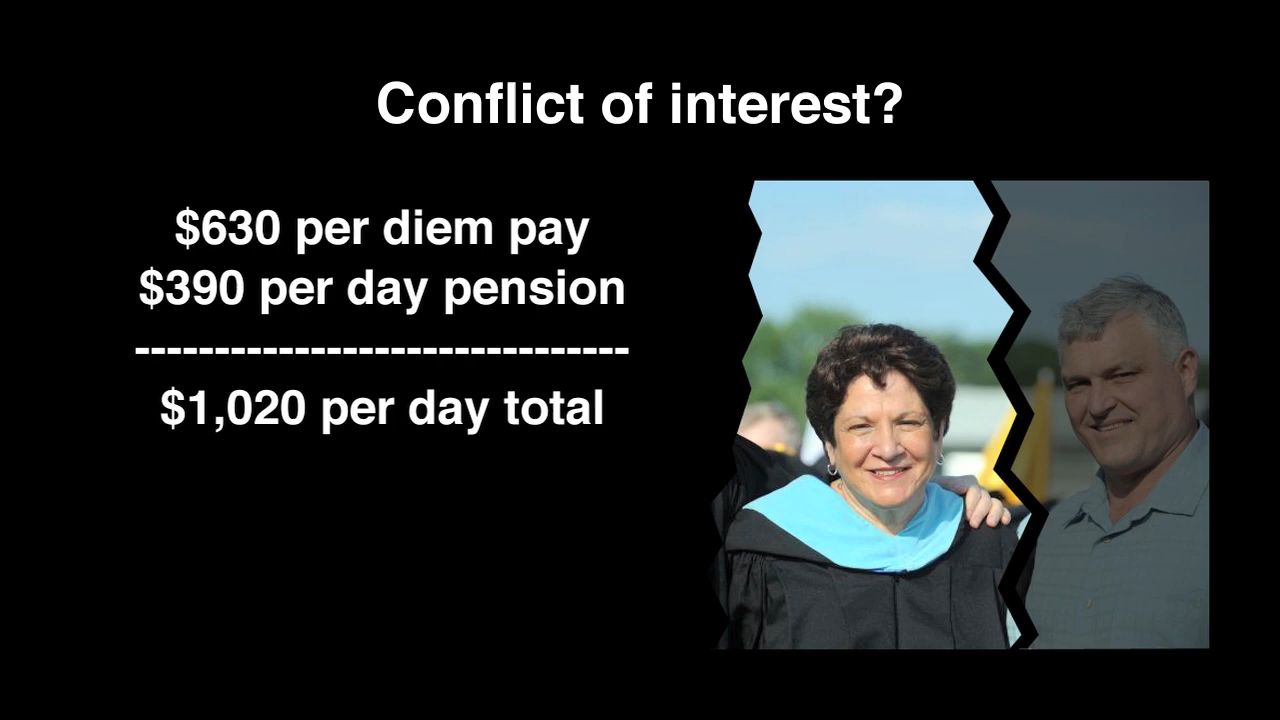 Conflict of interest?
$630 per diem pay
$390 per day pension
-------------------------------
$1,020 per day total